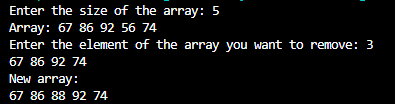 Enter the size of the array: 5
Array: 67 86 92 56 74
Enter the element of the array you want to remove: 3
67 86 92 74
New array:
67 86 88 92 74